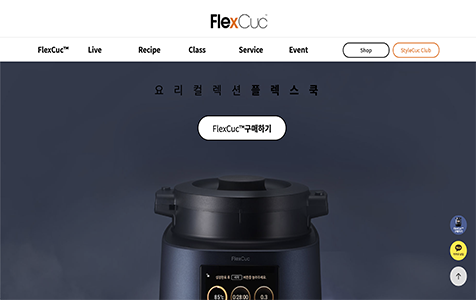 FlexCuc
FlexCuc™
Live
Recipe
Class
Service
Event
Shop
StyleCuc Club
요리컬렉션플렉스쿡
FlexCuc™구매하기
FlexCuc
85℃
0:28:00
0.3